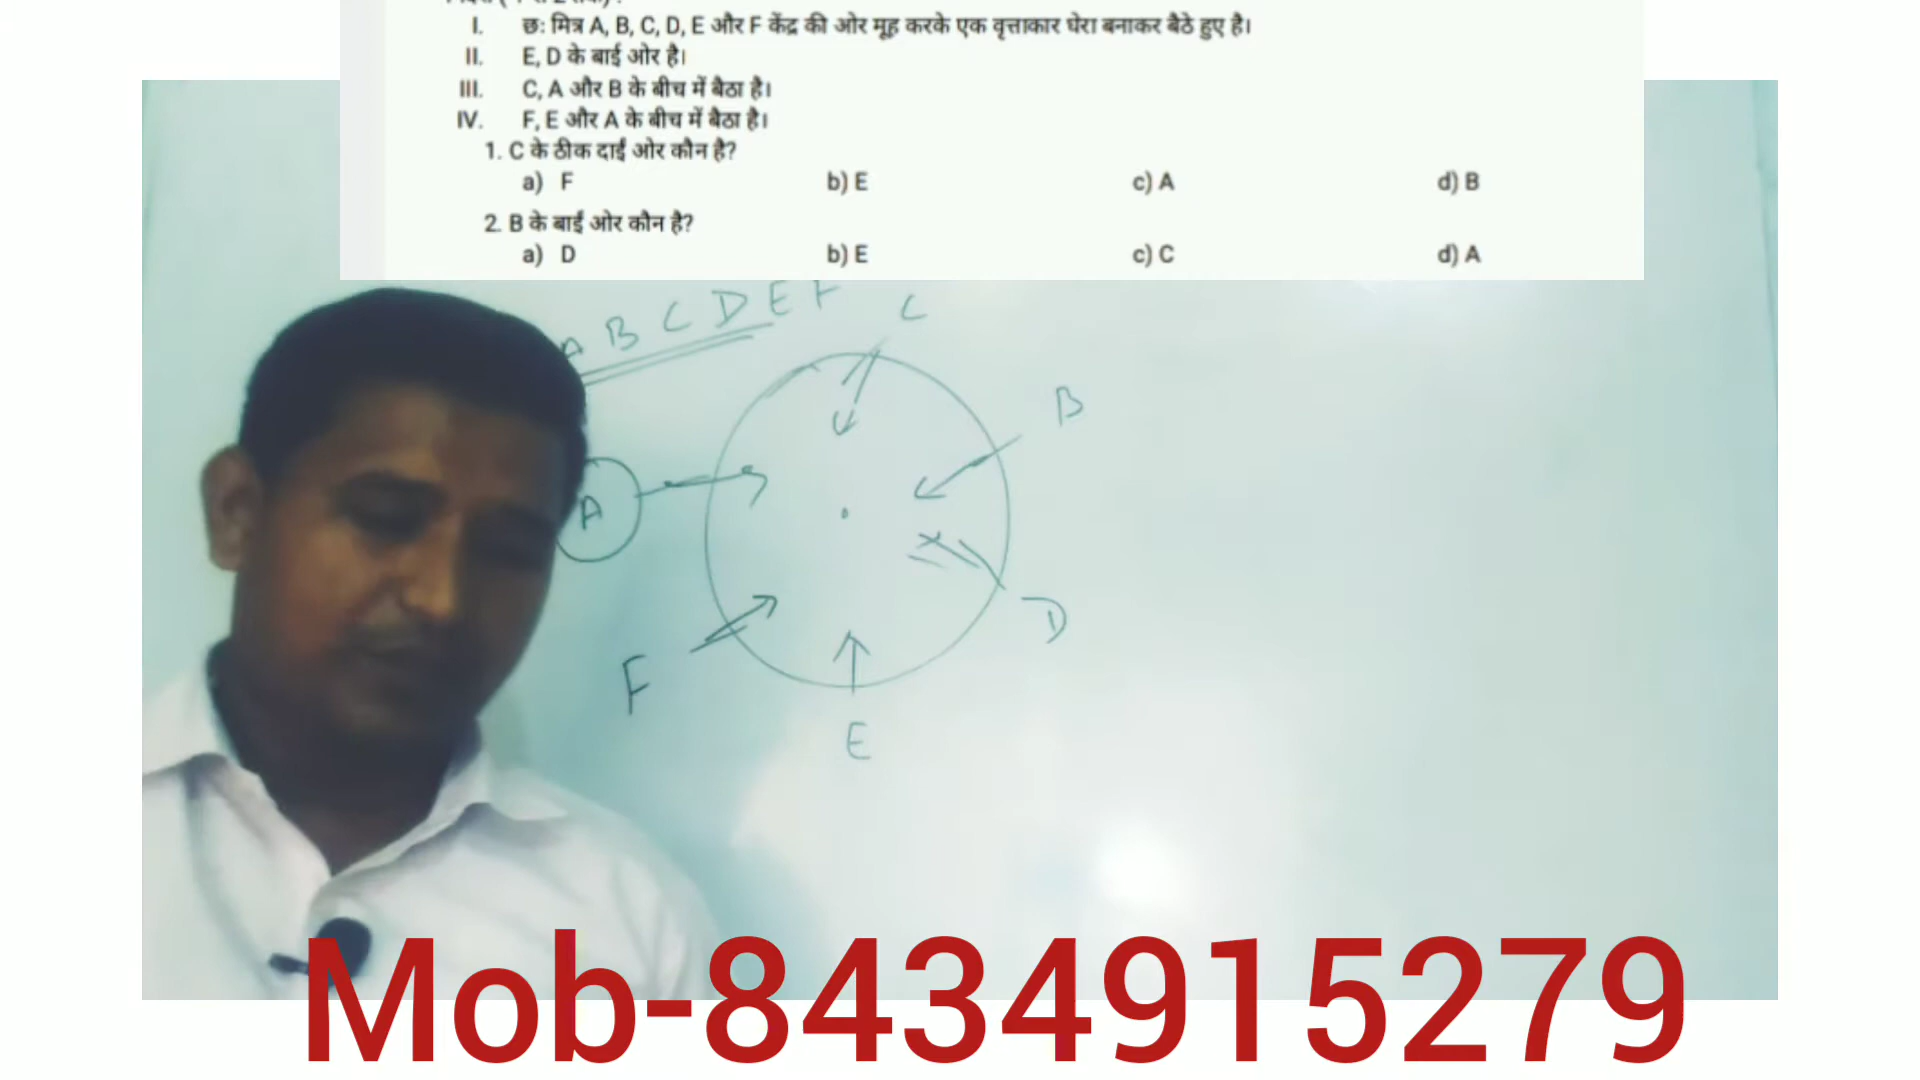 I. छः मित्र A, B, C, D, E और F केंद्र की ओर मूह करके एक वृत्ताकार घेरा बनाकर बैठे हुए है।
II. E, D के बाई ओर है।
III. C, A और B के बीच में बैठा है।
IV. F, E और A के बीच में बैठा है।
1. C के ठीक दाईं ओर कौन है?
a) F b) E c) A d) B
2. B के बाईं ओर कौन है?
a) D b) E c) C d) A
A B C D E F
C
B
A
D
F
E
Mob-8434915279